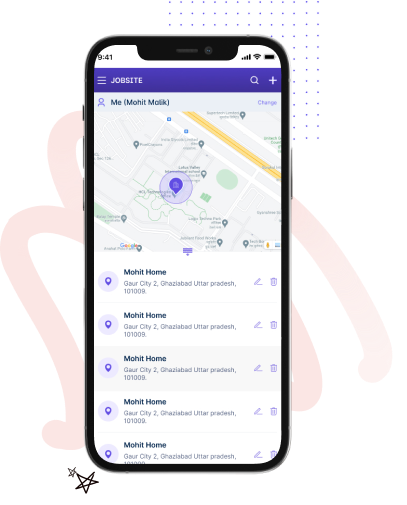 9:41
JOBSITE
Me (Mohit Malik)
Change
Google
Mohit Home
Gaur City 2, Ghaziabad Uttar pradesh,
101009.
Mohit Home
Gaur City 2, Ghaziabad Uttar pradesh,
101009.
Mohit Home
Gaur City 2, Ghaziabad Uttar pradesh,
101009.
Mohit Home
Gaur City 2, Ghaziabad Uttar pradesh,
101009.
Mohit Home
Gaur City 2, Ghaziabad Uttar pradesh,
101009.